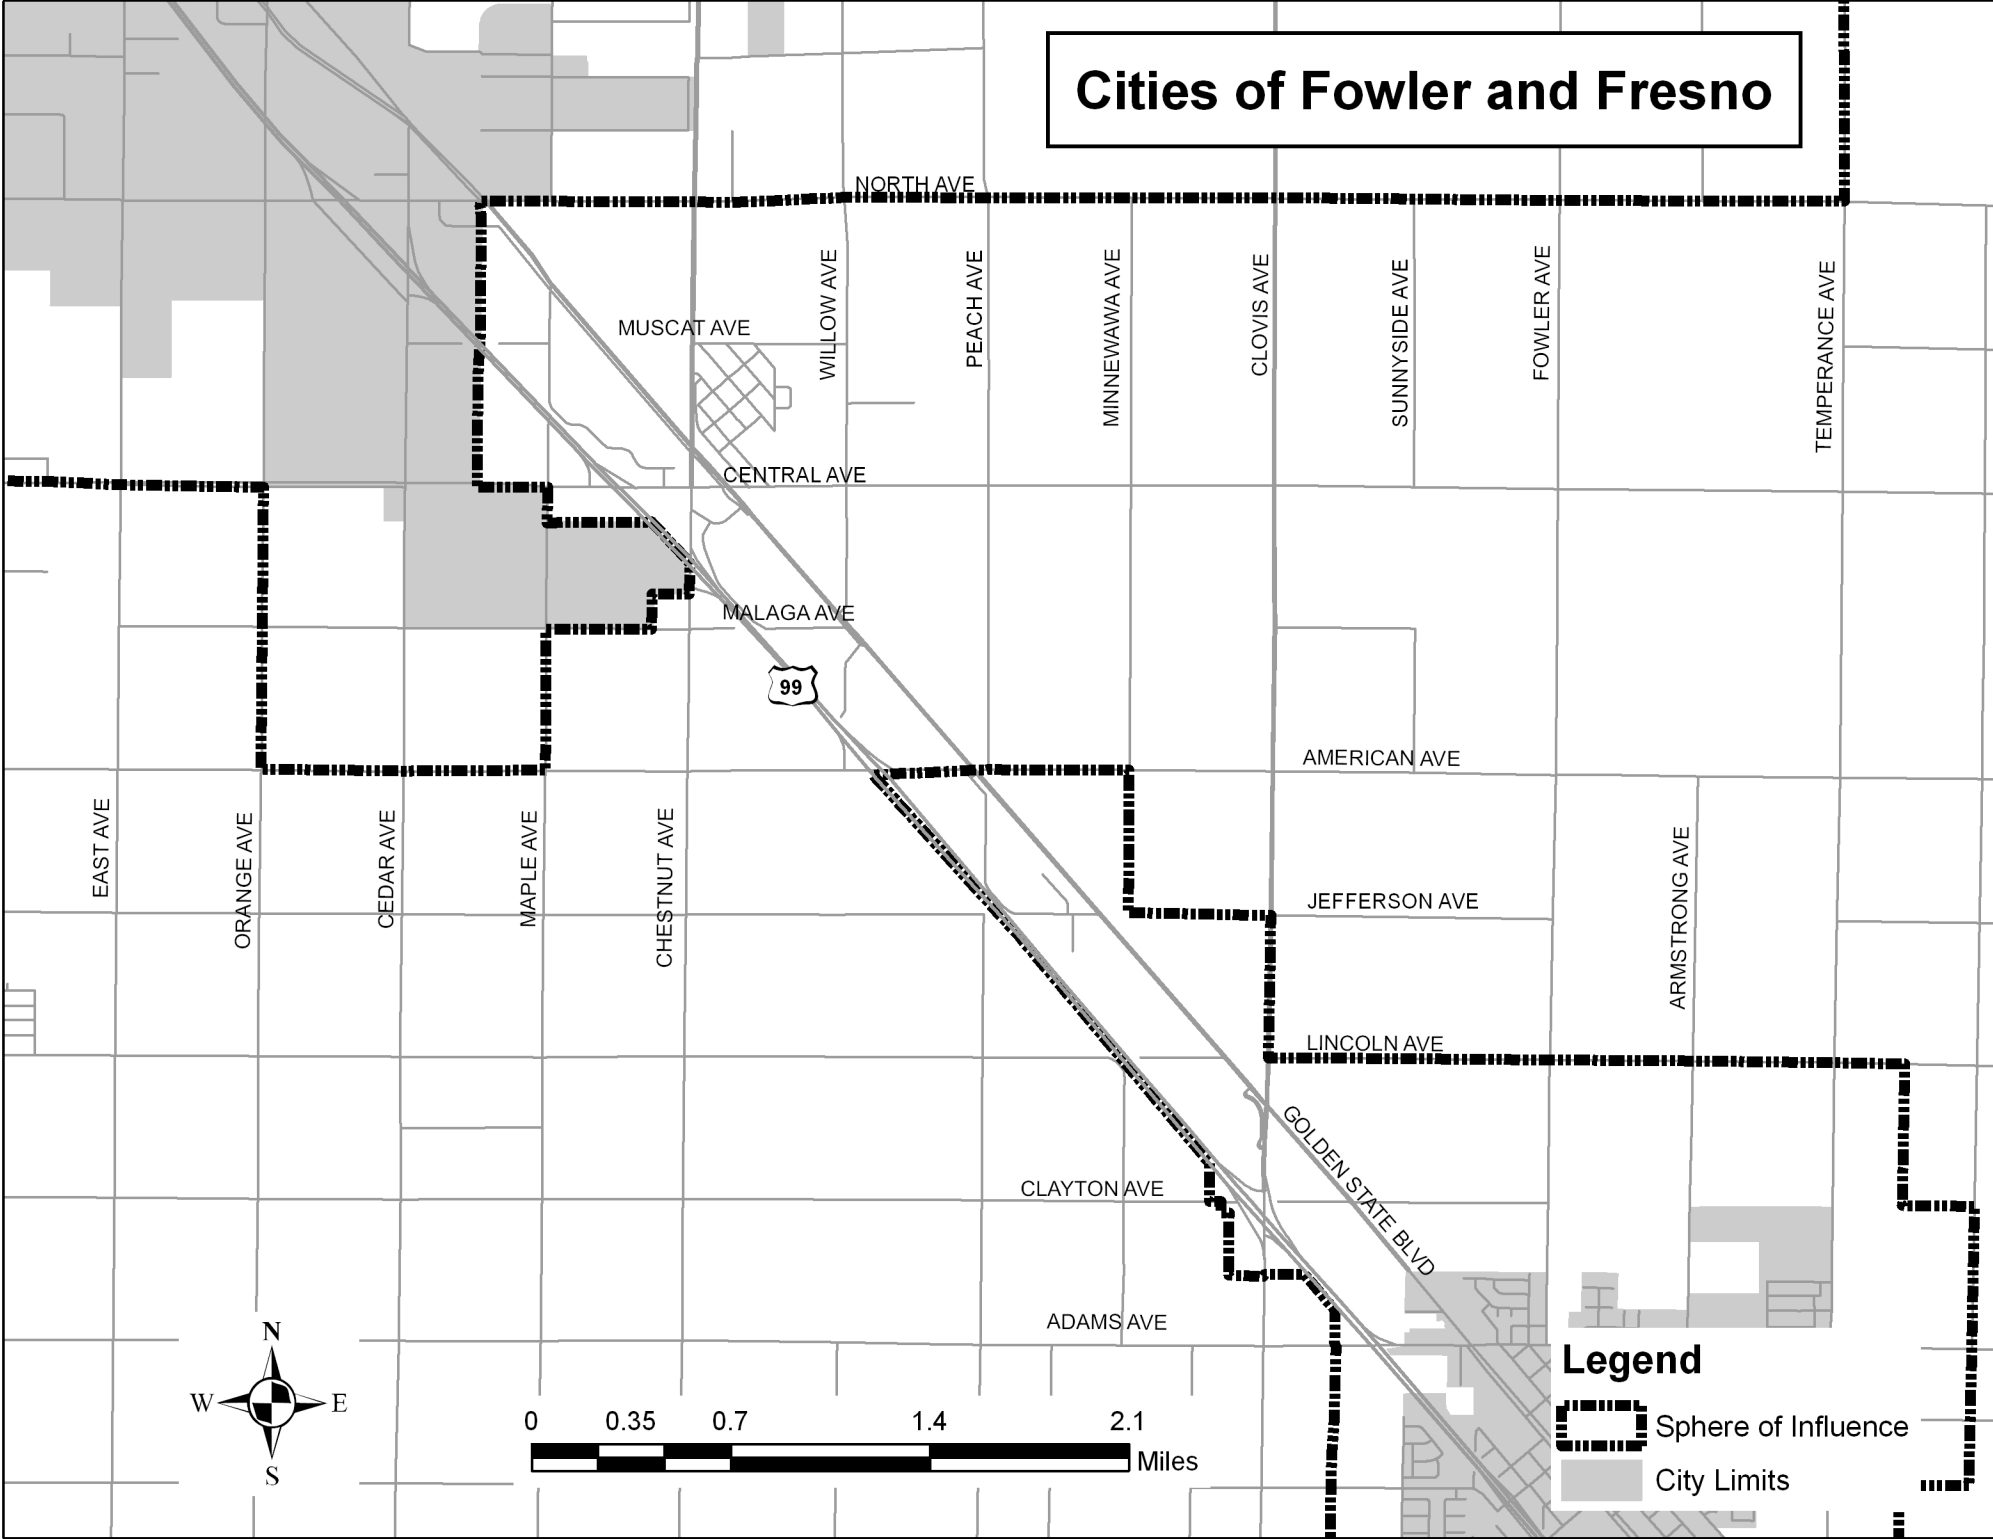 Cities of Fowler and Fresno
NORTH AVE
MUSCAT AVE
WILLOW AVE
PEACH AVE
MINNEWAWA AVE
CLOVIS AVE
SUNNYSIDE AVE
FOWLER AVE
TEMPERANCE AVE
CENTRAL AVE
MALAGA AVE
99
AMERICAN AVE
EAST AVE
ORANGE AVE
CEDAR AVE
MAPLE AVE
CHESTNUT AVE
JEFFERSON AVE
ARMSTRONG AVE
LINCOLN AVE
GOLDEN STATE BLVD
CLAYTON AVE
ADAMS AVE
N
W E
S
0 0.35 0.7 1.4 2.1
Miles
Legend
Sphere of Influence
City Limits